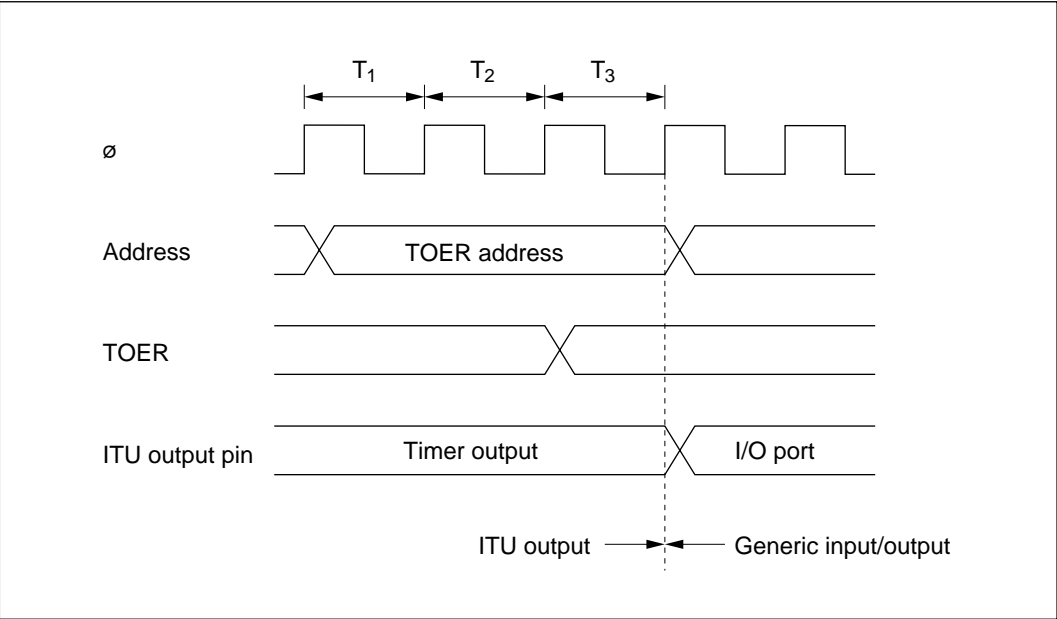 T1 T2 T3
ø
Address TOER address
TOER
ITU output pin Timer output I/O port
ITU output Generic input/output